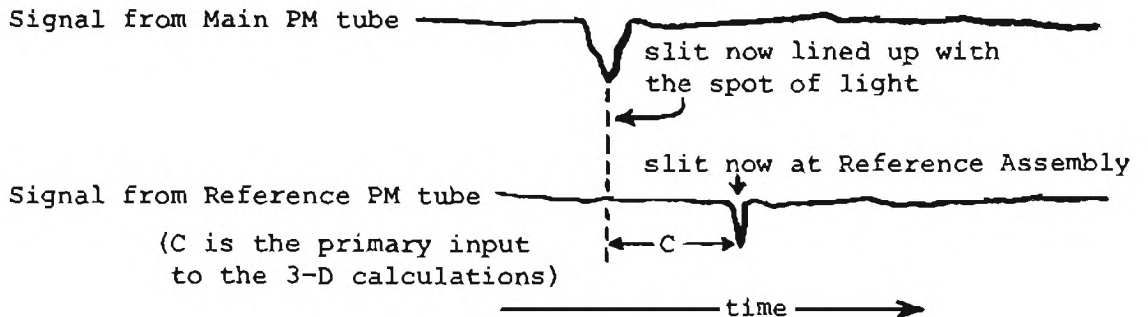 Signal from Main PM tube
slit now lined up with
the spot of light
slit now at Reference Assembly
Signal from Reference PM tube
C
(C is the primary input
to the 3-D calculations)
time